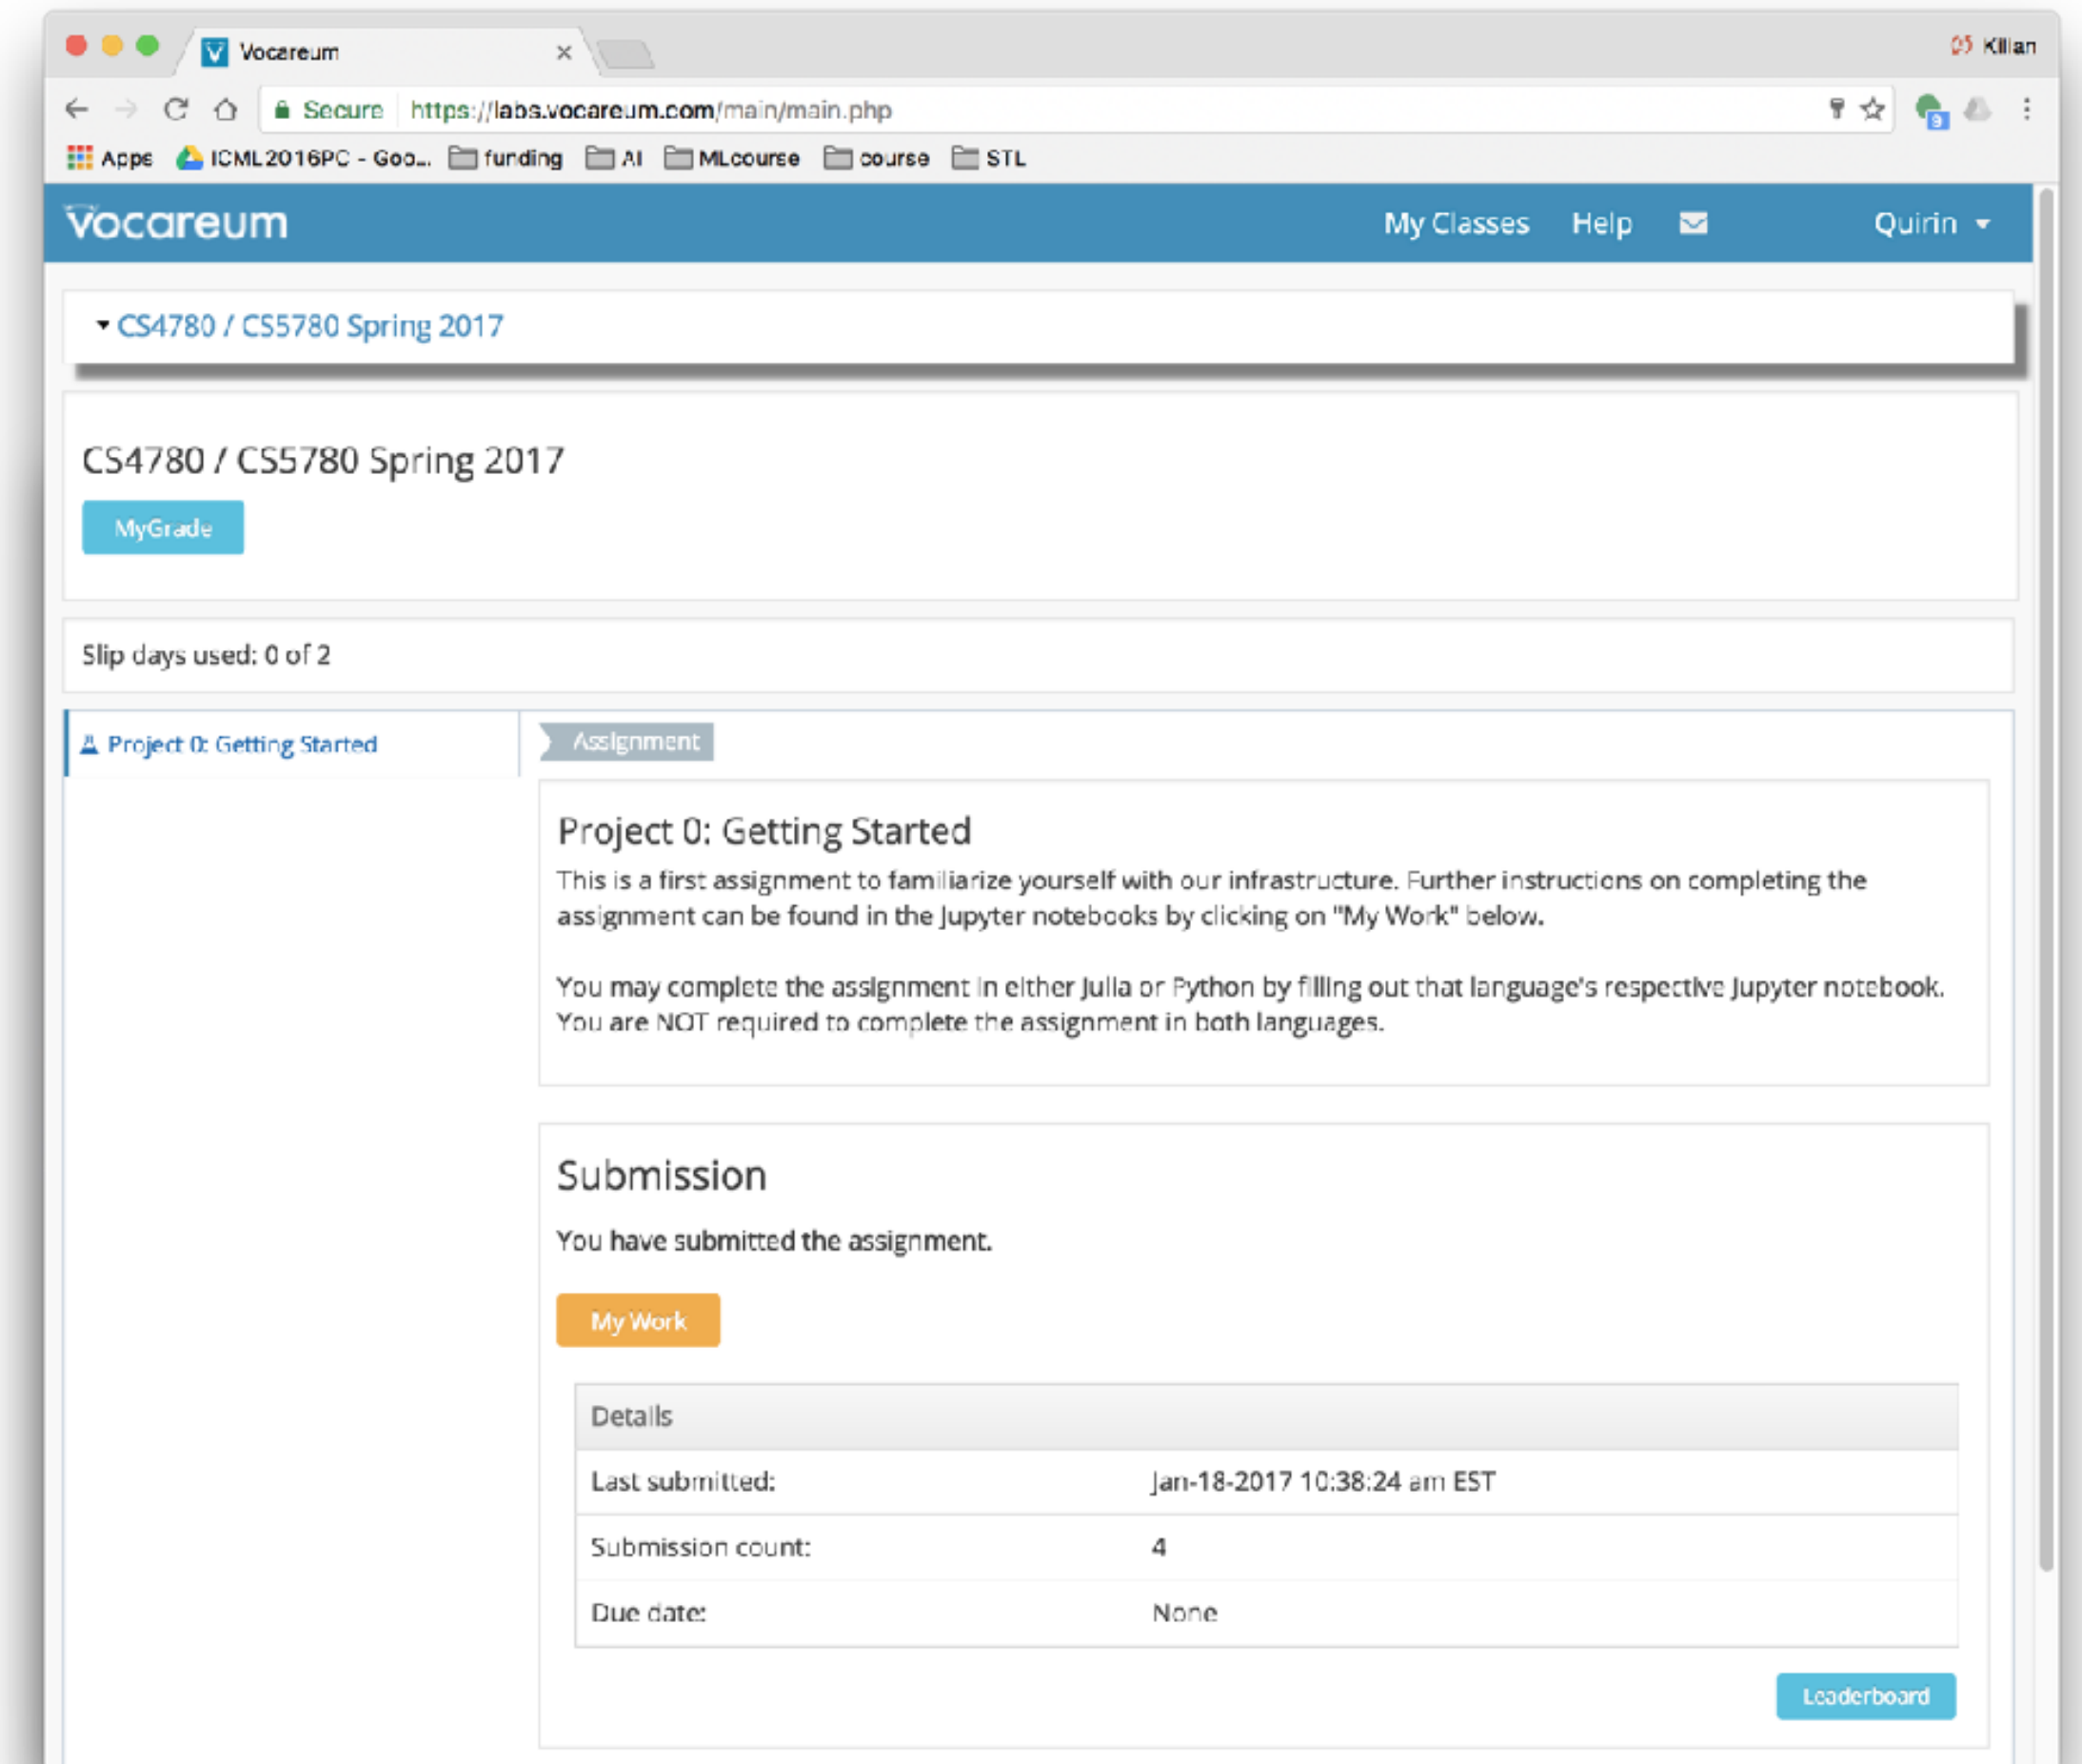 Vocareum
Kilian
Secure https://labs.vocareum.com/main/main.php
9
Apps ICML2016PC - Goo... funding AI MLcourse course STL
vocareum My Classes Help Quirin
CS4780 / CS5780 Spring 2017
CS4780 / CS5780 Spring 2017
MyGrade
Slip days used: 0 of 2
Project 0: Getting Started
Assignment
Project 0: Getting Started
This is a first assignment to familiarize yourself with our infrastructure. Further instructions on completing the
assignment can be found in the Jupyter notebooks by clicking on "My Work" below.
You may complete the assignment in either Julia or Python by filling out that language's respective Jupyter notebook.
You are NOT required to complete the assignment in both languages.
Submission
You have submitted the assignment.
My Work
Details
Last submitted: Jan-18-2017 10:38:24 am EST
Submission count: 4
Due date: None
Leaderboard